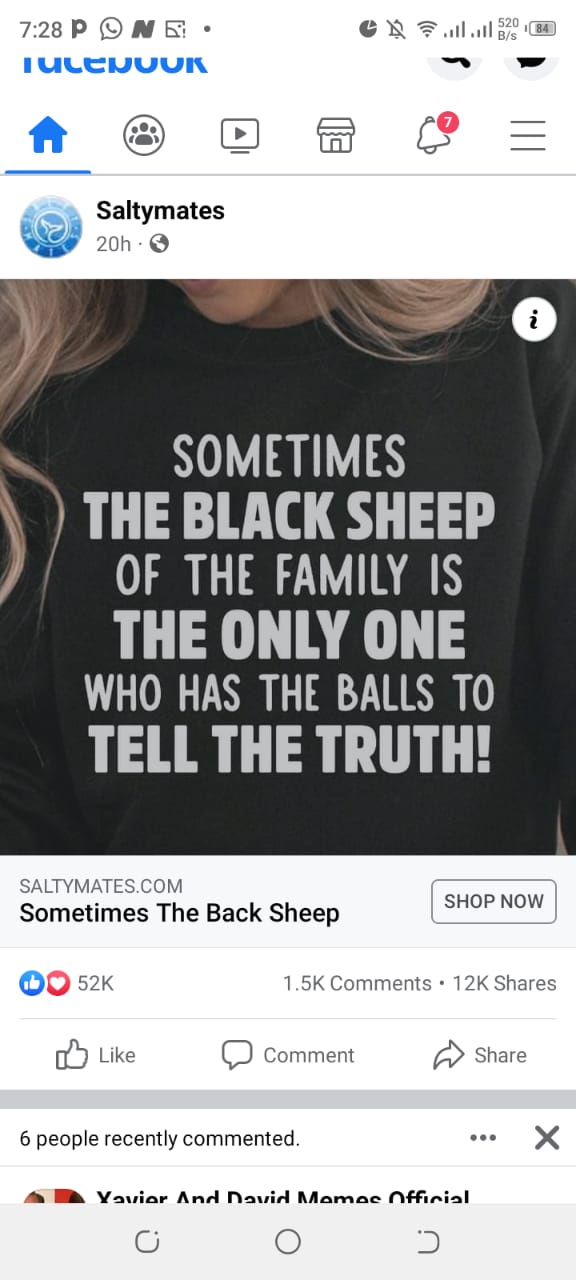 7:28
520
B/s
84
facebook
7
Saltymates
20h ·
i
SOMETIMES
THE BLACK SHEEP
OF THE FAMILY IS
THE ONLY ONE
WHO HAS THE BALLS TO
TELL THE TRUTH!
SALTYMATES.COM
Sometimes The Back Sheep
SHOP NOW
52K
1.5K Comments • 12K Shares
Like
Comment
Share
6 people recently commented.
Xavier And David Memes Official